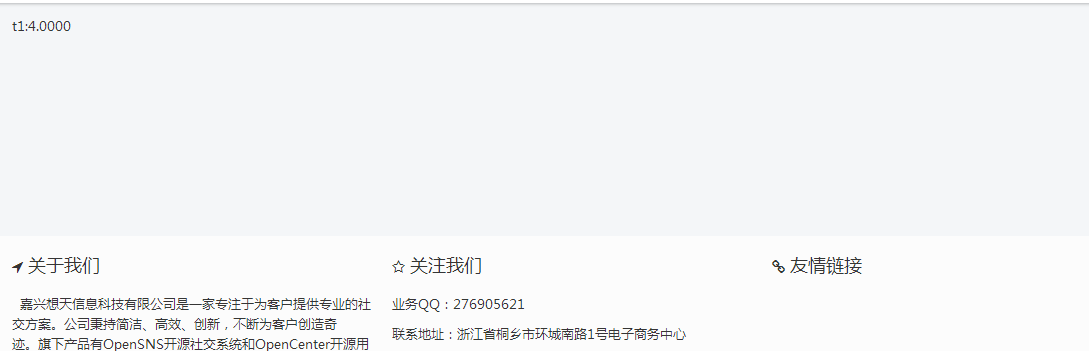 t1:4.0000
关于我们
嘉兴想天信息科技有限公司是一家专注于为客户提供专业的社
交方案。公司秉持简洁、高效、创新，不断为客户创造奇
迹。旗下产品有OpenSNS开源社交系统和OpenCenter开源用
关注我们
业务QQ：276905621
联系地址：浙江省桐乡市环城南路1号电子商务中心
友情链接